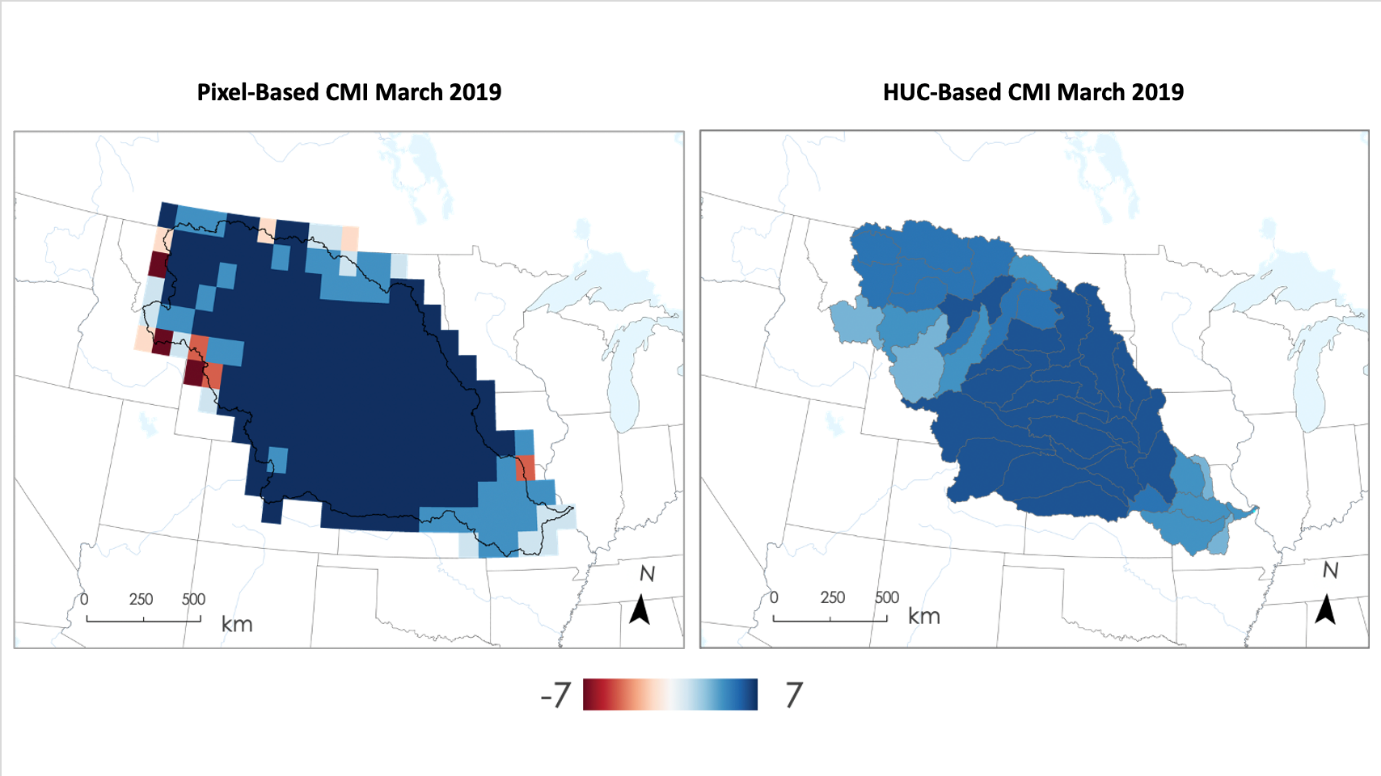 Pixel-Based CMI March 2019
HUC-Based CMI March 2019
N
0 250 500
km
N
0 250 500
km
-7 7